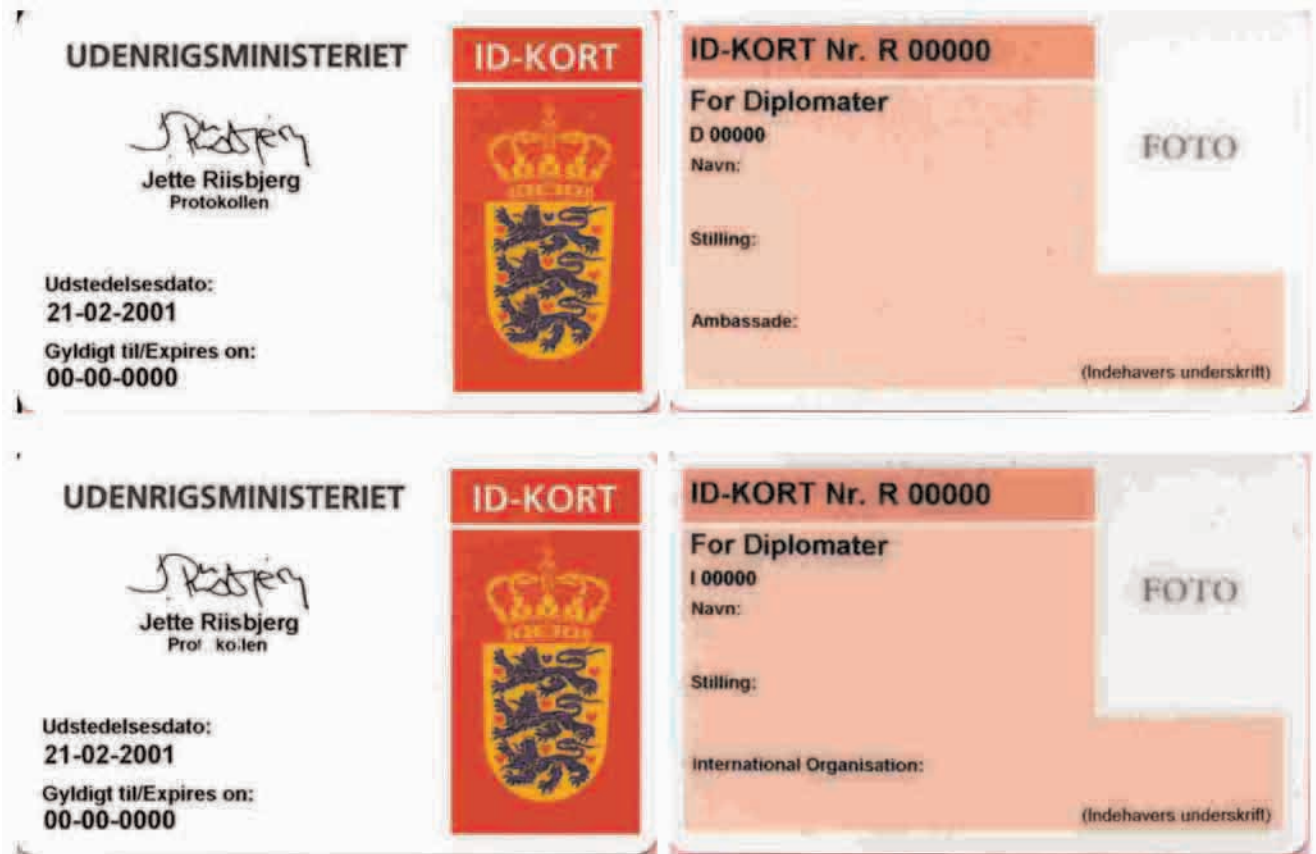 UDENRIGSMINISTERIET
Jette Riisbjerg
Protokollen
Udstedelsesdato:
21-02-2001
Gyldigt til/Expires on:
00-00-0000
ID-KORT
ID-KORT Nr. R 00000
For Diplomater
D 00000
Navn:
Stilling:
Ambassade:
FOTO
(Indehavers underskrift)
UDENRIGSMINISTERIET
Jette Riisbjerg
Udstedelsesdato:
21-02-2001
Gyldigt til/Expires on:
00-00-0000
ID-KORT
ID-KORT Nr. R 00000
For Diplomater
I 00000
Navn:
Stilling:
International Organisation:
FOTO
(Indehavers underskrift)